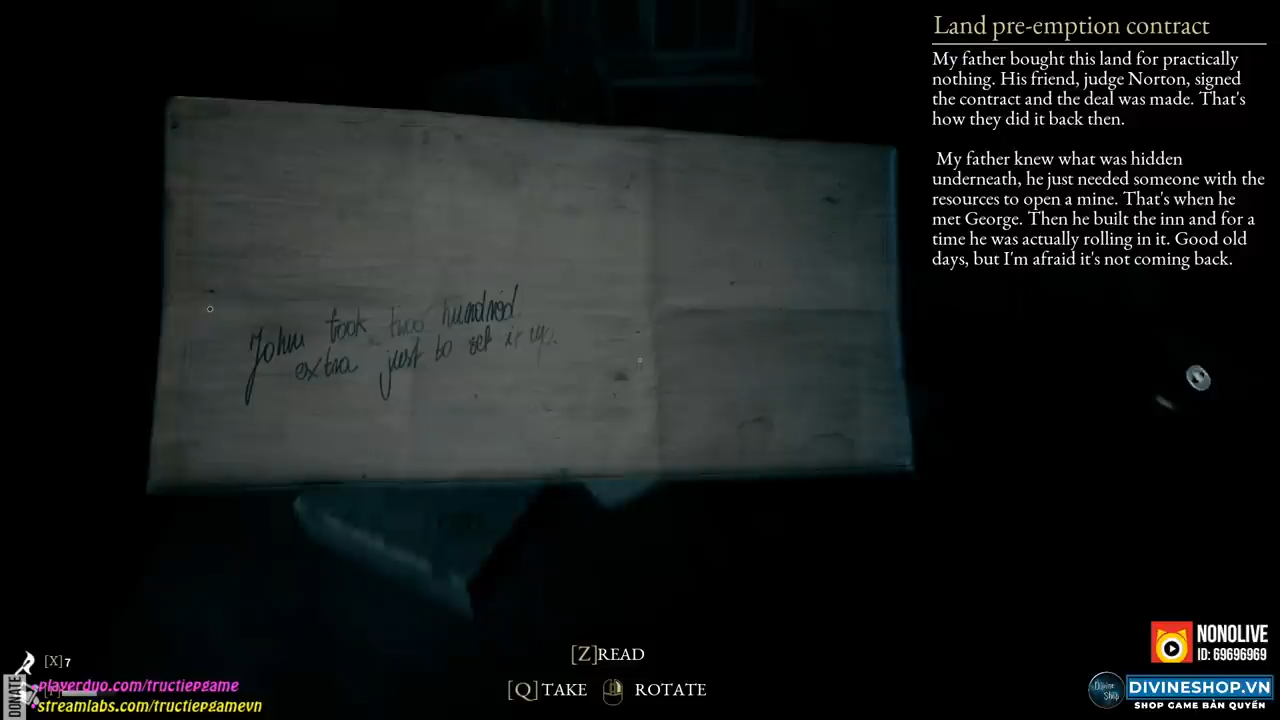 Land pre-emption contract
My father bought this land for practically
nothing. His friend, judge Norton, signed
the contract and the deal was made. That's
how they did it back then.
My father knew what was hidden
underneath, he just needed someone with the
resources to open a mine. That's when he
met George. Then he built the inn and for a
time he was actually rolling in it. Good old
days, but I'm afraid it's not coming back.
John took two hundred
extra just to set it up.
[Z]READ
[Q]TAKE ROTATE
[X]7
DONATE
playerduo.com/tructiepgame
streamlabs.com/tructiepgamevn
NONOLIVE
ID: 69696969
Divine
Shop
DIVINESHOP.VN
SHOP GAME BẢN QUYỀN